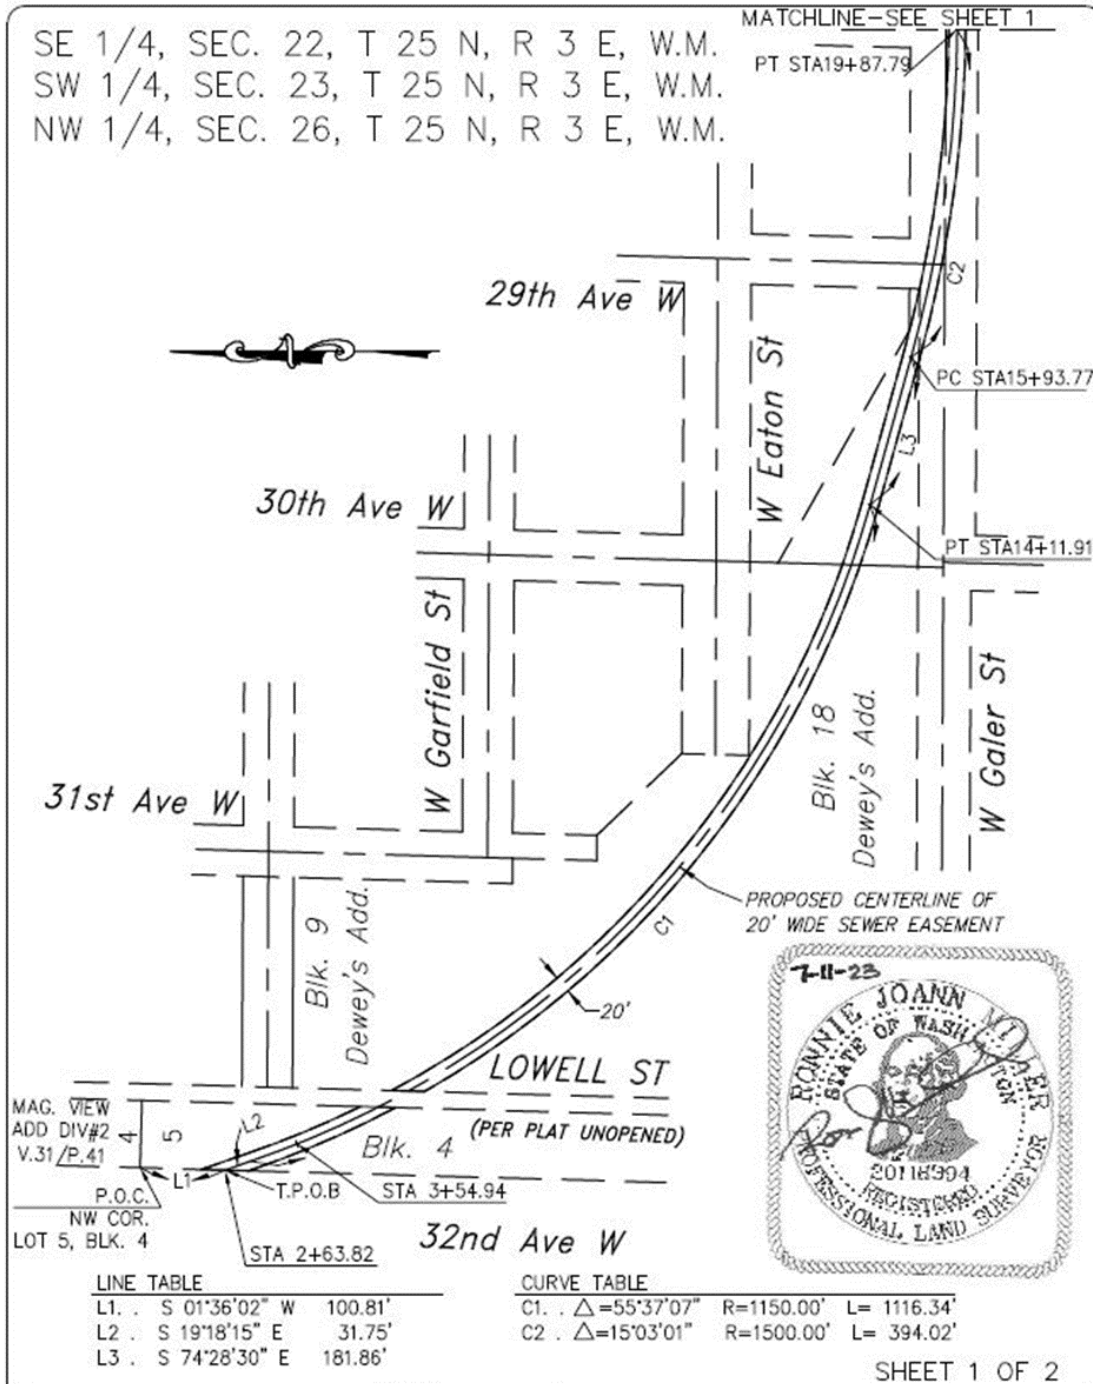 MATCHLINE-SEE SHEET 1
SE 1/4, SEC. 22, T 25 N, R 3 E, W.M.
SW 1/4, SEC. 23, T 25 N, R 3 E, W.M.
NW 1/4, SEC. 26, T 25 N, R 3 E, W.M.
PT STA19+87.79
C2
29th Ave W
W Eaton St
PC STA15+93.77
L3
30th Ave W
PT STA14+11.91
W Garfield St
W Galer St
Blk. 18
Dewey's Add.
31st Ave W
PROPOSED CENTERLINE OF
20' WIDE SEWER EASEMENT
C1
Blk. 9
Dewey's Add.
20'
7-11-23
RONNIE JOANN MILLER
STATE OF WASHINGTON
20118994
REGISTERED
PROFESSIONAL LAND SURVEYOR
LOWELL ST
(PER PLAT UNOPENED)
MAG. VIEW
ADD DIV#2
V.31/P.41
4
5
L2
Blk. 4
L1
T.P.O.B
STA 3+54.94
P.O.C.
NW COR.
LOT 5, BLK. 4
STA 2+63.82
32nd Ave W
LINE TABLE
L1. . S 01°36'02" W 100.81'
L2 . S 19°18'15" E 31.75'
L3 . S 74°28'30" E 181.86'
CURVE TABLE
C1. . △=55°37'07" R=1150.00' L= 1116.34'
C2 . △=15°03'01" R=1500.00' L= 394.02'
SHEET 1 OF 2